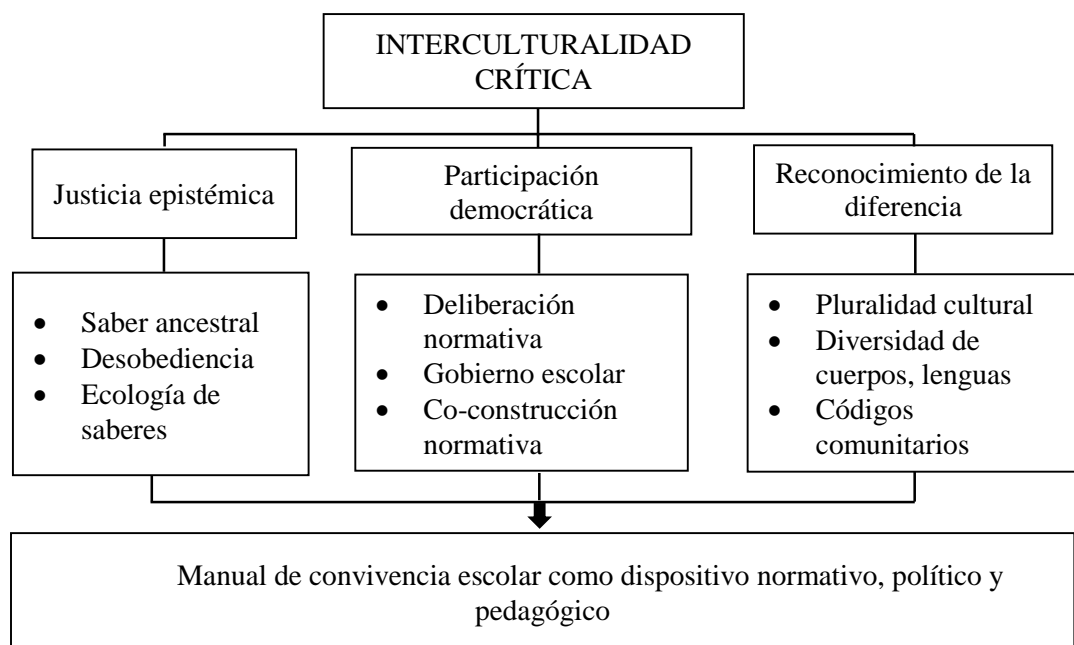 INTERCULTURALIDAD
CRÍTICA
Justicia epistémica
Participación
democrática
Reconocimiento de la
diferencia
• Saber ancestral
• Desobediencia
• Ecología de
saberes
• Deliberación
normativa
• Gobierno escolar
• Co-construcción
normativa
• Pluralidad cultural
• Diversidad de
cuerpos, lenguas
• Códigos
comunitarios
Manual de convivencia escolar como dispositivo normativo, político y
pedagógico